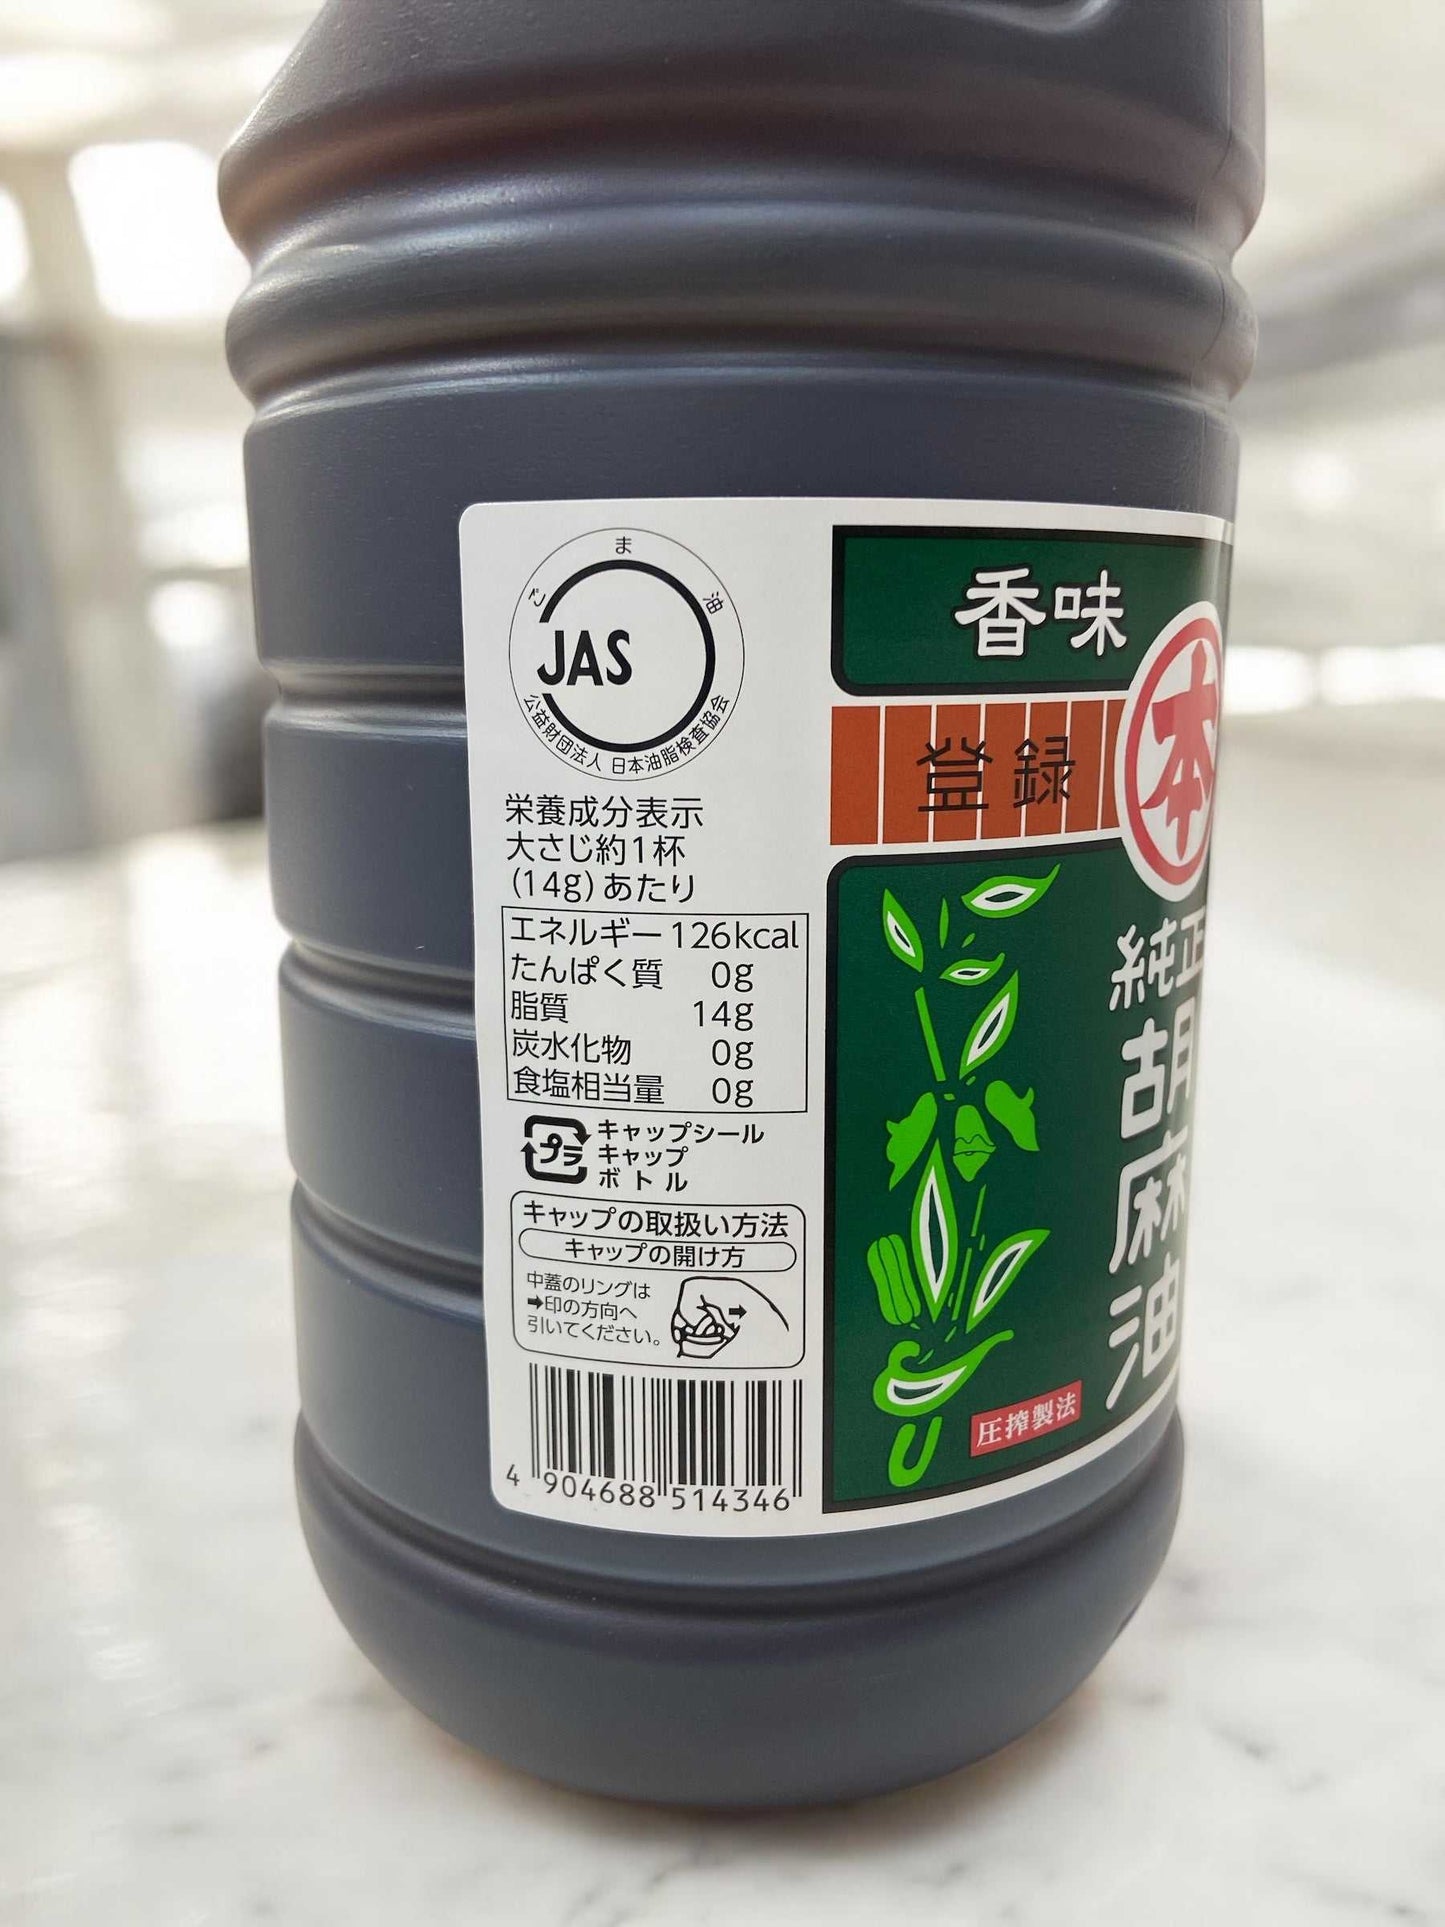 ごま油
JAS
公益財団法人 日本油脂検査協会
栄養成分表示
大さじ約1杯
(14g)あたり
エネルギー 126kcal
たんぱく質 0g
脂質 14g
炭水化物 0g
食塩相当量 0g
プラ
キャップシール
キャップ
ボトル
キャップの取扱い方法
キャップの開け方
中蓋のリングは
➡印の方向へ
引いてください。
4 904688 514346
香味
登録
本
純正
胡麻油
圧搾製法